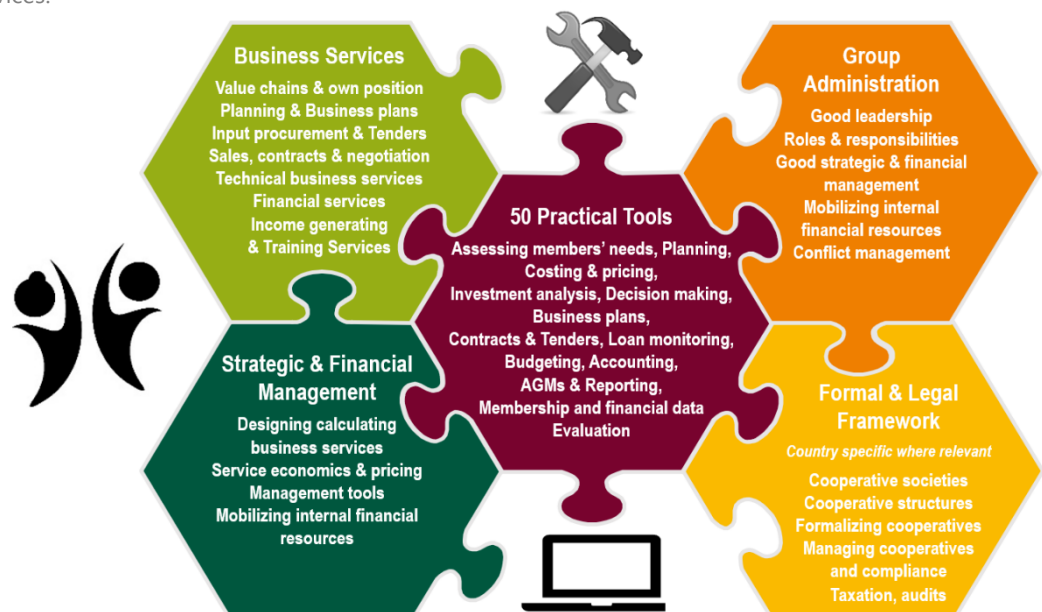 vices.
Business Services
Value chains & own position
Planning & Business plans
Input procurement & Tenders
Sales, contracts & negotiation
Technical business services
Financial services
Income generating
& Training Services
Group
Administration
Good leadership
Roles & responsibilities
Good strategic & financial
management
Mobilizing internal
financial resources
Conflict management
50 Practical Tools
Assessing members' needs, Planning,
Costing & pricing,
Investment analysis, Decision making,
Business plans,
Contracts & Tenders, Loan monitoring,
Budgeting, Accounting,
AGMs & Reporting,
Membership and financial data
Evaluation
Strategic & Financial
Management
Designing calculating
business services
Service economics & pricing
Management tools
Mobilizing internal financial
resources
Formal & Legal
Framework
Country specific where relevant
Cooperative societies
Cooperative structures
Formalizing cooperatives
Managing cooperatives
and compliance
Taxation, audits